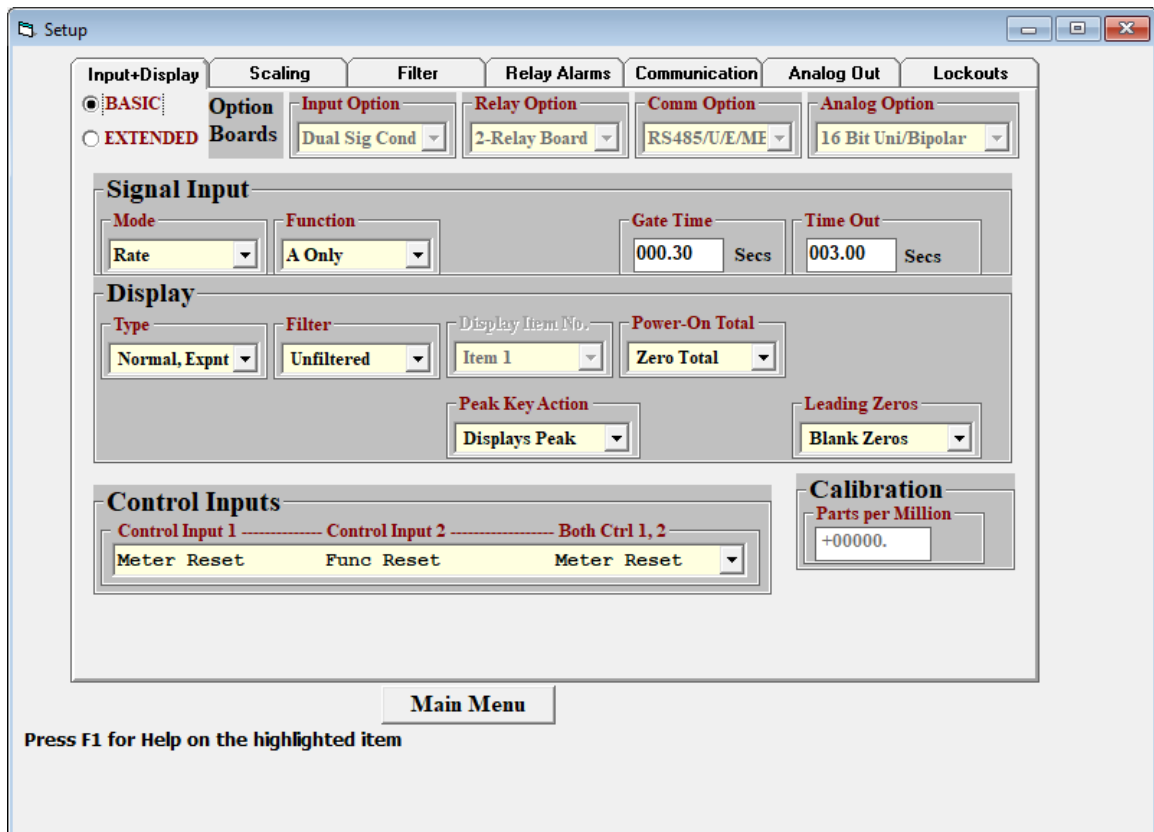 Setup
Input+Display Scaling Filter Relay Alarms Communication Analog Out Lockouts
BASIC
EXTENDED
Option
Boards
Input Option Relay Option Comm Option Analog Option
Dual Sig Cond 2-Relay Board RS485/U/E/ME 16 Bit Uni/Bipolar
Signal Input
Mode Function Gate Time Time Out
Rate A Only 000.30 Secs 003.00 Secs
Display
Type Filter Display Item No. Power-On Total
Normal, Expnt Unfiltered Item 1 Zero Total
Peak Key Action Leading Zeros
Displays Peak Blank Zeros
Control Inputs
Control Input 1 -------------- Control Input 2 ------------------ Both Ctrl 1, 2
Meter Reset Func Reset Meter Reset
Calibration
Parts per Million
+00000.
Main Menu
Press F1 for Help on the highlighted item